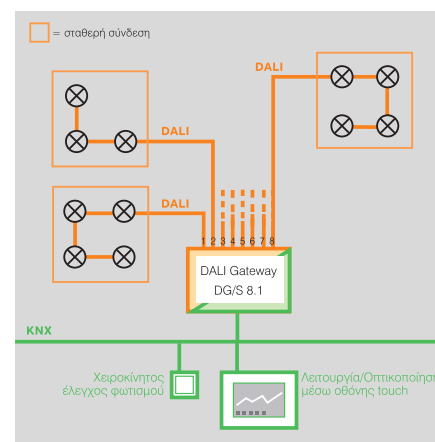 = σταθερή σύνδεση
DALI
DALI
DALI
1 2 3 4 5 6 7 8
DALI Gateway
DG/S 8.1
KNX
Χειροκίνητος
έλεγχος φωτισμού
Λειτουργία/Οπτικοποίηση
μέσω οθόνης touch